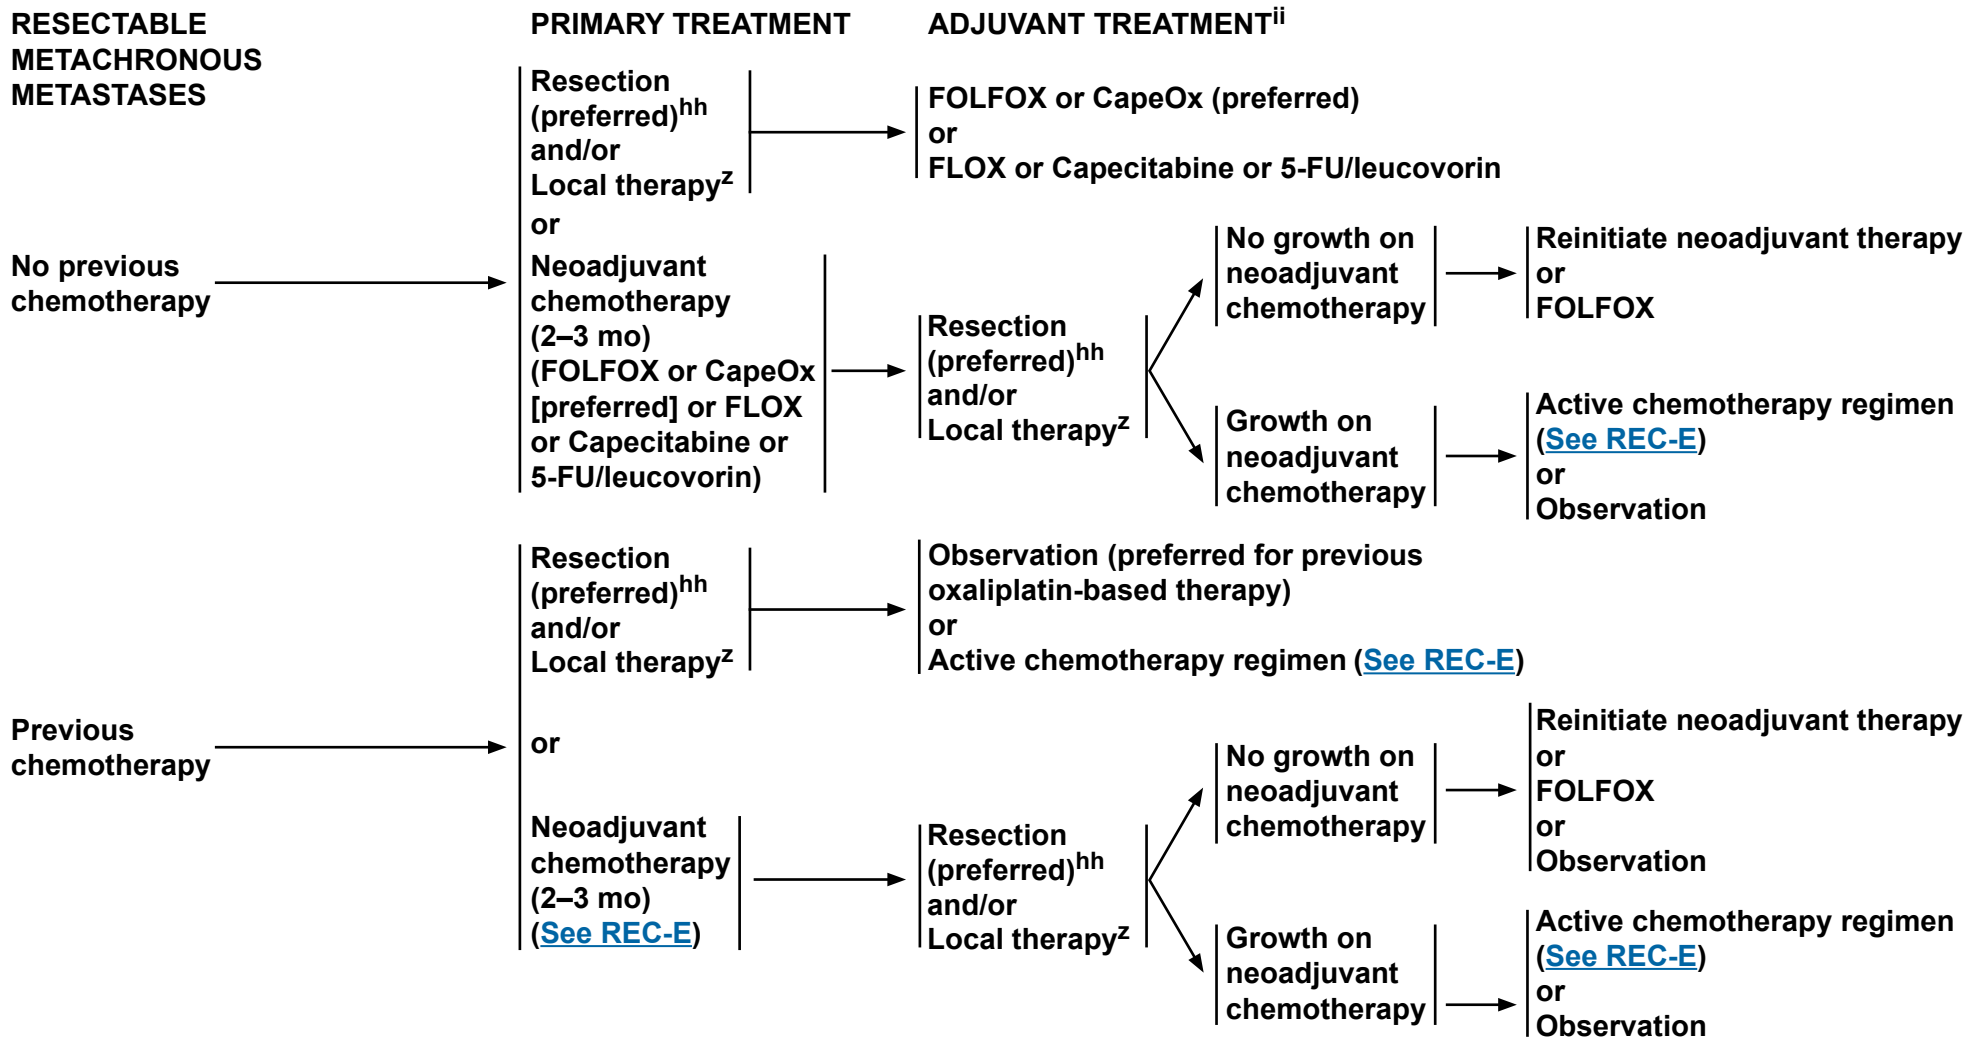 RESECTABLE
METACHRONOUS
METASTASES
PRIMARY TREATMENT
ADJUVANT TREATMENTii
No previous
chemotherapy
Resection
(preferred)hh
and/or
Local therapyz
or
Neoadjuvant
chemotherapy
(2–3 mo)
(FOLFOX or CapeOx
[preferred] or FLOX
or Capecitabine or
5-FU/leucovorin)
FOLFOX or CapeOx (preferred)
or
FLOX or Capecitabine or 5-FU/leucovorin
Resection
(preferred)hh
and/or
Local therapyz
No growth on
neoadjuvant
chemotherapy
Reinitiate neoadjuvant therapy
or
FOLFOX
Growth on
neoadjuvant
chemotherapy
Active chemotherapy regimen
(See REC-E)
or
Observation
Previous
chemotherapy
Resection
(preferred)hh
and/or
Local therapyz
or
Neoadjuvant
chemotherapy
(2–3 mo)
(See REC-E)
Observation (preferred for previous
oxaliplatin-based therapy)
or
Active chemotherapy regimen (See REC-E)
Resection
(preferred)hh
and/or
Local therapyz
No growth on
neoadjuvant
chemotherapy
Reinitiate neoadjuvant therapy
or
FOLFOX
or
Observation
Growth on
neoadjuvant
chemotherapy
Active chemotherapy regimen
(See REC-E)
or
Observation